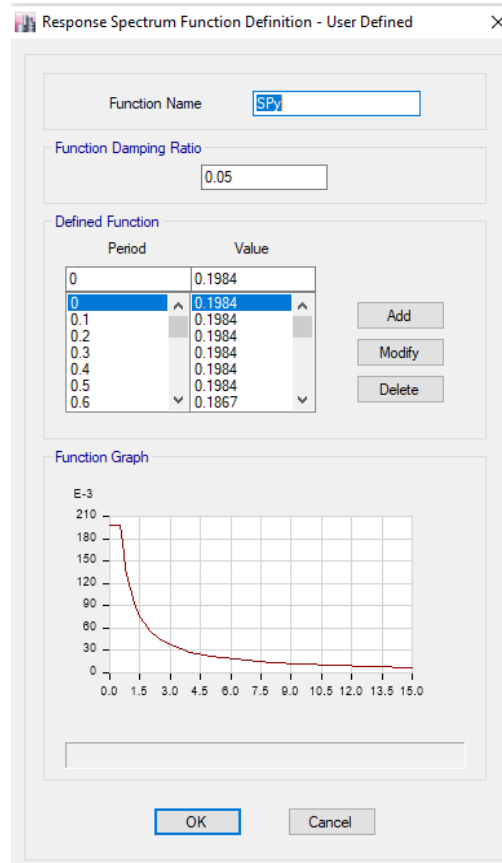 Response Spectrum Function Definition - User Defined
Function Name SPy
Function Damping Ratio
0.05
Defined Function
Period Value
0 0.1984
0 0.1984
0.1 0.1984
0.2 0.1984
0.3 0.1984
0.4 0.1984
0.5 0.1984
0.6 0.1867
Add
Modify
Delete
Function Graph
E-3
210
180
150
120
90
60
30
0
0.0 1.5 3.0 4.5 6.0 7.5 9.0 10.5 12.0 13.5 15.0
OK Cancel